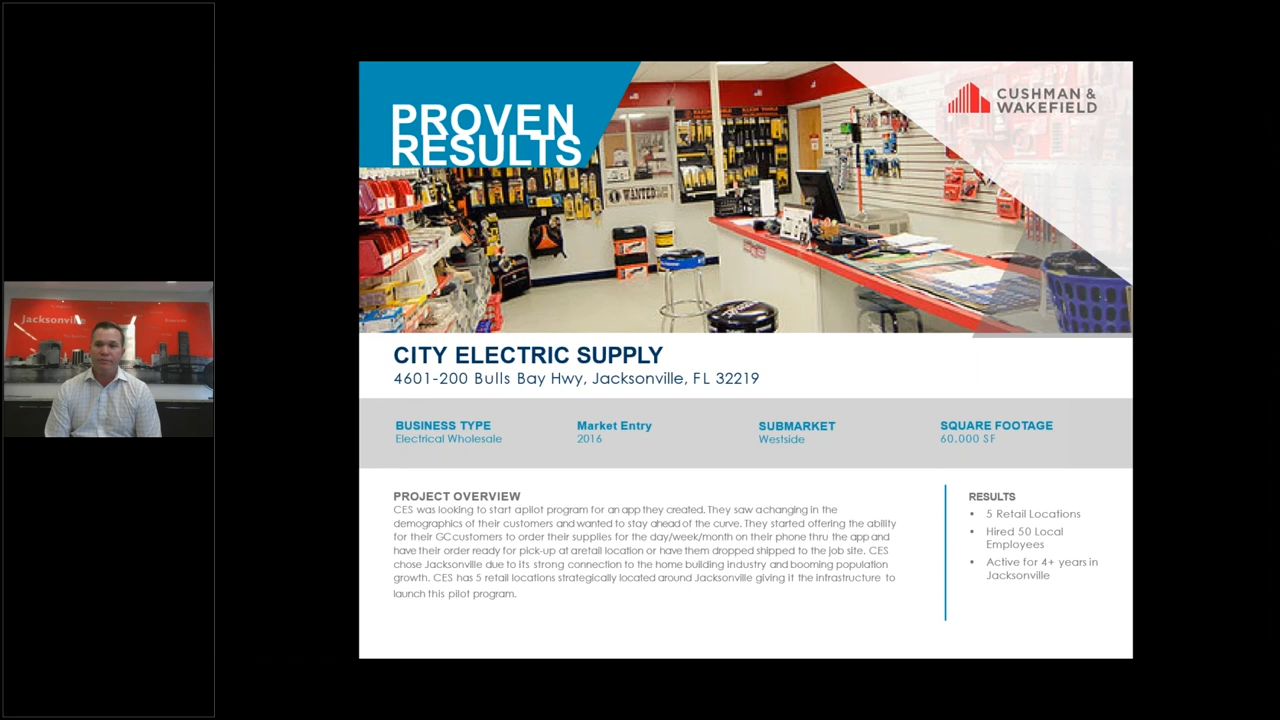 PROVEN
RESULTS
CUSHMAN &
WAKEFIELD
WANTED
Jacksonville
CITY ELECTRIC SUPPLY
4601-200 Bulls Bay Hwy, Jacksonville, FL 32219
BUSINESS TYPE
Electrical Wholesale
Market Entry
2016
SUBMARKET
Westside
SQUARE FOOTAGE
60.000 SF
PROJECT OVERVIEW
CES was looking to start apilot program for an app they created. They saw a changing in the
demographics of their customers and wanted to stay ahead of the curve. They started offering the ability
for their GC customers to order their supplies for the day/week/month on their phone thru the app and
have their order ready for pick-up at aretail location or have them dropped shipped to the job site. CES
chose Jacksonville due to its strong connection to the home building industry and booming population
growth. CES has 5 retail locations strategically located around Jacksonville giving it the infrastructure to
launch this pilot program.
RESULTS
• 5 Retail Locations
• Hired 50 Local
Employees
• Active for 4+ years in
Jacksonville